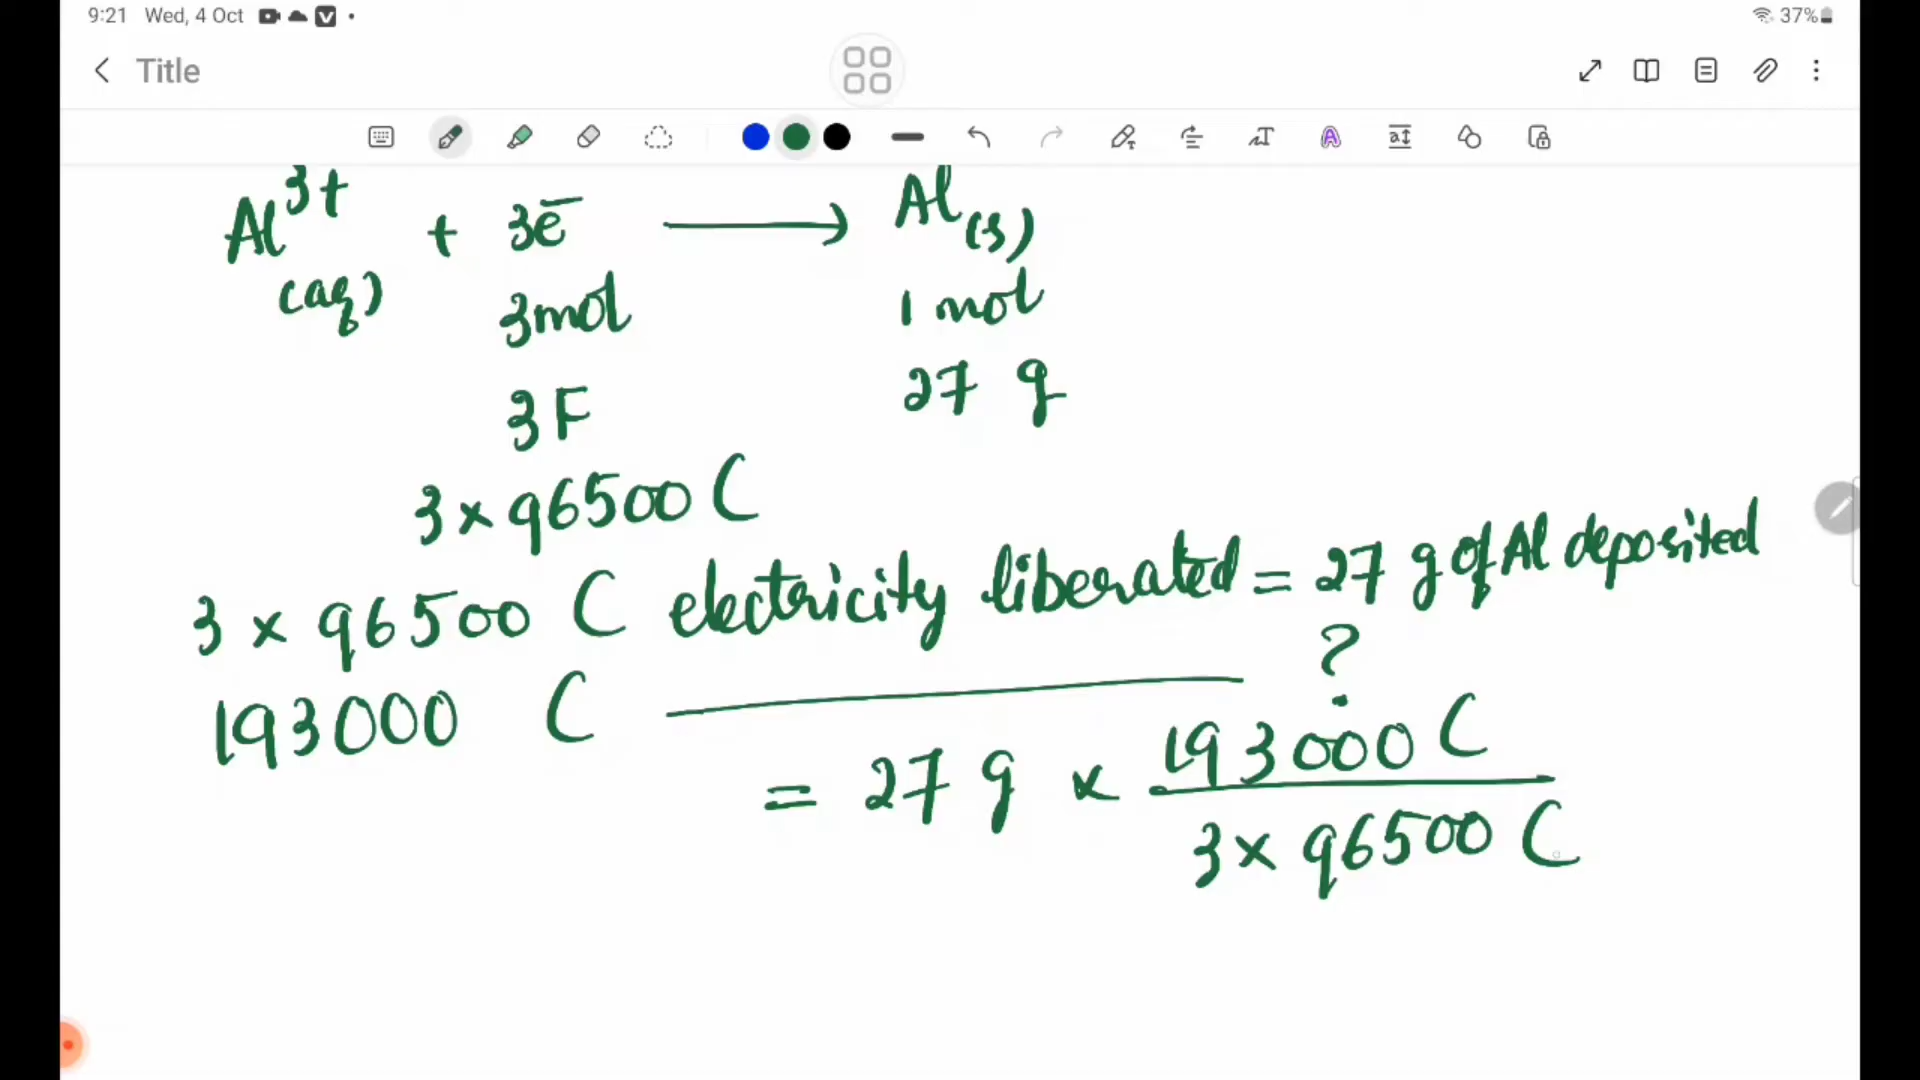 9:21 Wed, 4 Oct
37%
Title
Al³⁺(aq) + 3e⁻ ⟶ Al(s)
3mol 1 mol
3F 27 g
3 × 96500 C
3 × 96500 C electricity liberated = 27 g of Al deposited
193000 C ——— ?
= 27 g × 193000 C / 3 × 96500 C